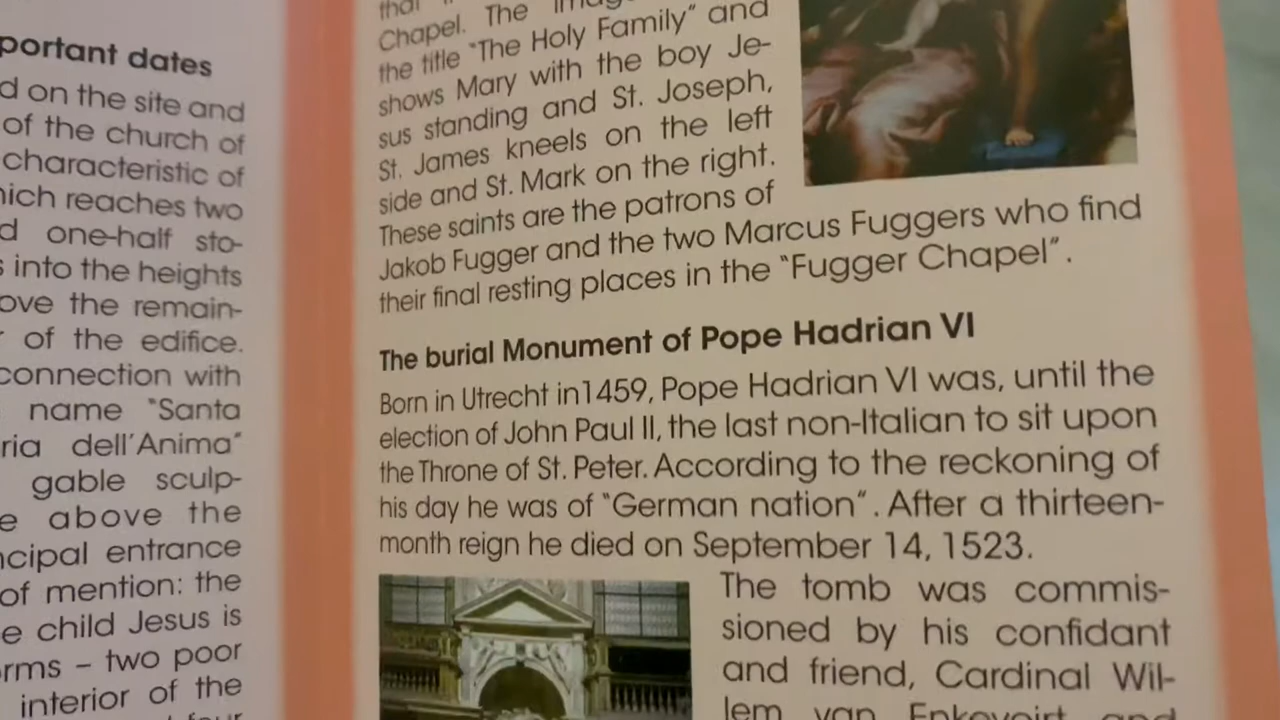 portant dates
d on the site and
of the church of
characteristic of
hich reaches two
d one-half sto-
s into the heights
ove the remain-
r of the edifice.
connection with
name "Santa
ria dell'Anima"
gable sculp-
e above the
ncipal entrance
of mention: the
e child Jesus is
orms – two poor
interior of the
that
Chapel. The
the title "The Holy Family" and
shows Mary with the boy Je-
sus standing and St. Joseph,
St. James kneels on the left
side and St. Mark on the right.
These saints are the patrons of
Jakob Fugger and the two Marcus Fuggers who find
their final resting places in the "Fugger Chapel".
The burial Monument of Pope Hadrian VI
Born in Utrecht in1459, Pope Hadrian VI was, until the
election of John Paul II, the last non-Italian to sit upon
the Throne of St. Peter. According to the reckoning of
his day he was of "German nation". After a thirteen-
month reign he died on September 14, 1523.
The tomb was commis-
sioned by his confidant
and friend, Cardinal Wil-
lem van Enkevoirt and